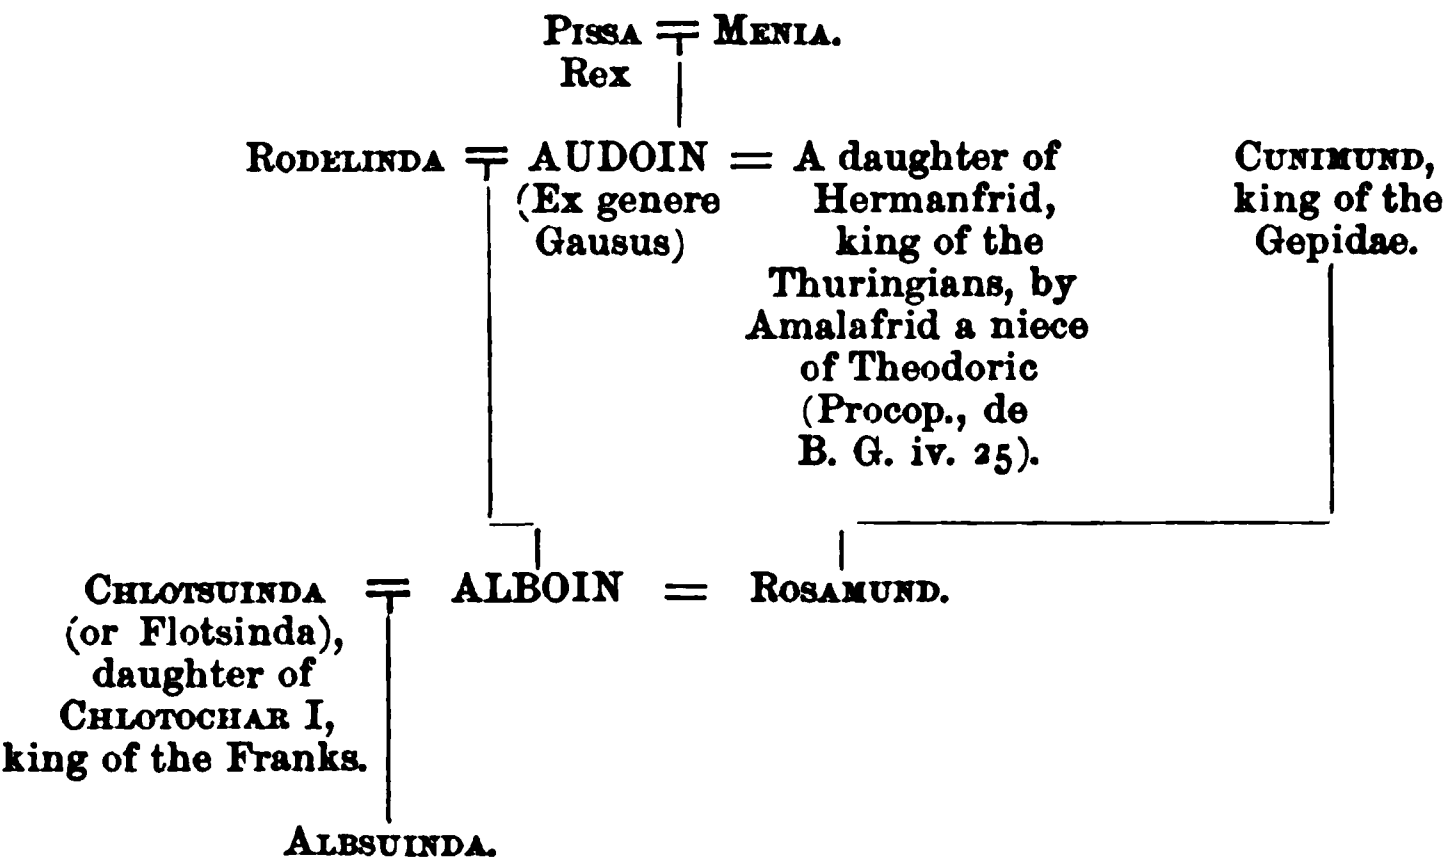 PISSA = MENIA.
Rex
RODELINDA = AUDOIN = A daughter of
(Ex genere
Gausus)
Hermanfrid,
king of the
Thuringians, by
Amalafrid a niece
of Theodoric
(Procop., de
B. G. iv. 25).
CUNIMUND,
king of the
Gepidae.
CHLOTSUINDA = ALBOIN = ROSAMUND.
(or Flotsinda),
daughter of
CHLOTOCHAR I,
king of the Franks.
ALBSUINDA.